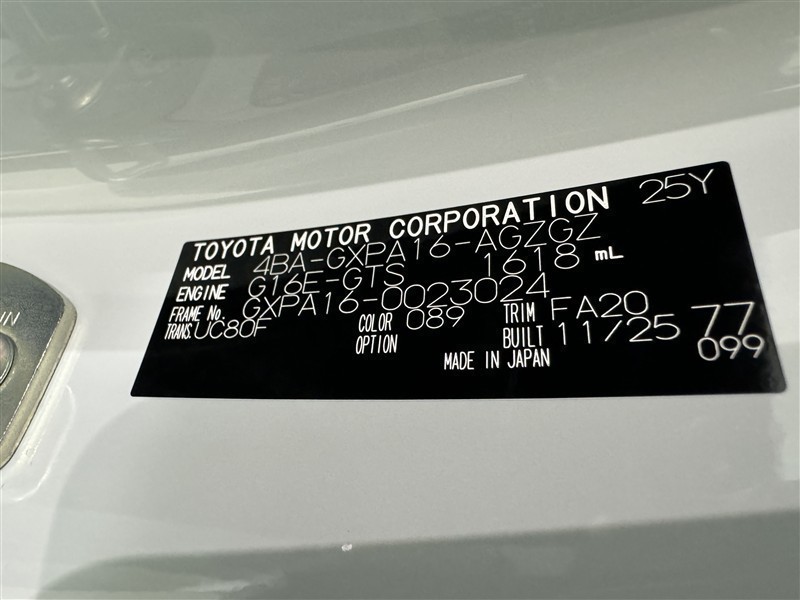 TOYOTA MOTOR CORPORATION 25Y
MODEL 4BA-GXPA16-AGZGZ
ENGINE G16E-GTS 1618 mL
FRAME No. GXPA16-0023024
TRANS. UC80F COLOR 089 TRIM FA20
OPTION BUILT 11/25 77
MADE IN JAPAN 099